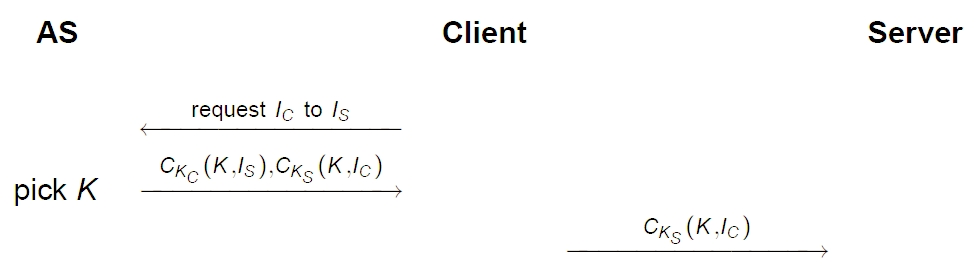 AS Client Server
request I_C to I_S
C_{K_C}(K,I_S),C_{K_S}(K,I_C)
pick K
C_{K_S}(K,I_C)